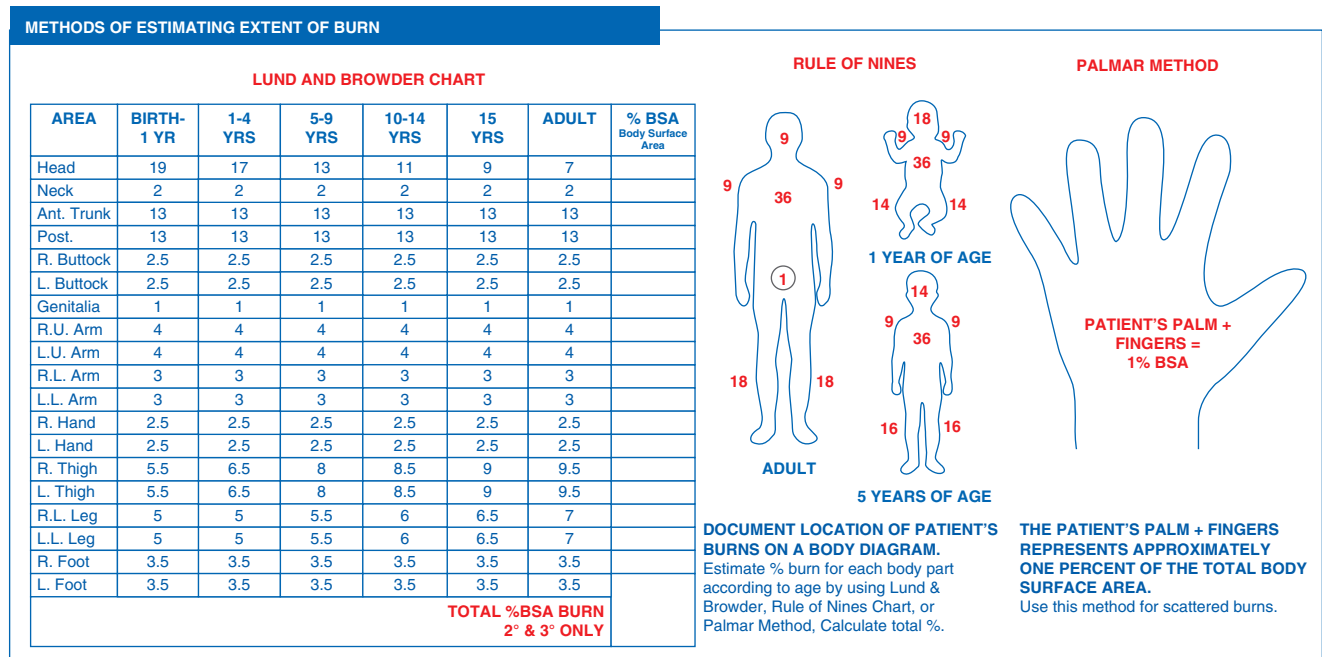 METHODS OF ESTIMATING EXTENT OF BURN
LUND AND BROWDER CHART
AREA BIRTH- 1-4 5-9 10-14 15 ADULT % BSA
1 YR YRS YRS YRS YRS Body Surface
Area
Head 19 17 13 11 9 7
Neck 2 2 2 2 2 2
Ant. Trunk 13 13 13 13 13 13
Post. 13 13 13 13 13 13
R. Buttock 2.5 2.5 2.5 2.5 2.5 2.5
L. Buttock 2.5 2.5 2.5 2.5 2.5 2.5
Genitalia 1 1 1 1 1 1
R.U. Arm 4 4 4 4 4 4
L.U. Arm 4 4 4 4 4 4
R.L. Arm 3 3 3 3 3 3
L.L. Arm 3 3 3 3 3 3
R. Hand 2.5 2.5 2.5 2.5 2.5 2.5
L. Hand 2.5 2.5 2.5 2.5 2.5 2.5
R. Thigh 5.5 6.5 8 8.5 9 9.5
L. Thigh 5.5 6.5 8 8.5 9 9.5
R.L. Leg 5 5 5.5 6 6.5 7
L.L. Leg 5 5 5.5 6 6.5 7
R. Foot 3.5 3.5 3.5 3.5 3.5 3.5
L. Foot 3.5 3.5 3.5 3.5 3.5 3.5
TOTAL %BSA BURN
2° & 3° ONLY
RULE OF NINES
9
9 9
36
1
18 18
ADULT
18
9 9
36
14 14
1 YEAR OF AGE
14
9 9
36
16 16
5 YEARS OF AGE
DOCUMENT LOCATION OF PATIENT'S
BURNS ON A BODY DIAGRAM.
Estimate % burn for each body part
according to age by using Lund &
Browder, Rule of Nines Chart, or
Palmar Method, Calculate total %.
PALMAR METHOD
PATIENT'S PALM +
FINGERS =
1% BSA
THE PATIENT'S PALM + FINGERS
REPRESENTS APPROXIMATELY
ONE PERCENT OF THE TOTAL BODY
SURFACE AREA.
Use this method for scattered burns.